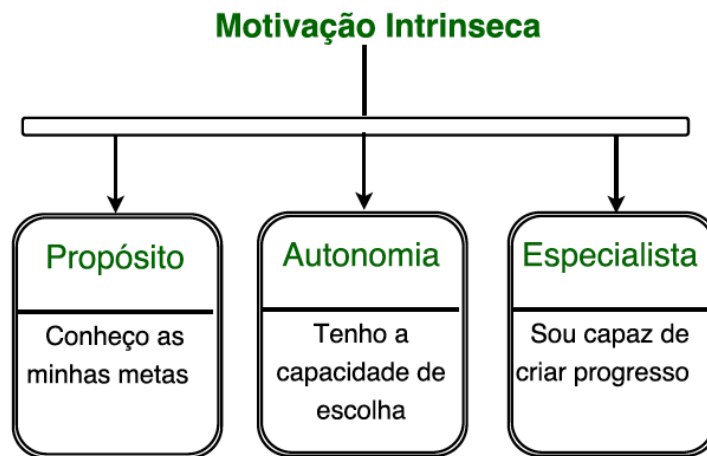 Motivação Intrinseca
Propósito
Conheço as
minhas metas
Autonomia
Tenho a
capacidade de
escolha
Especialista
Sou capaz de
criar progresso